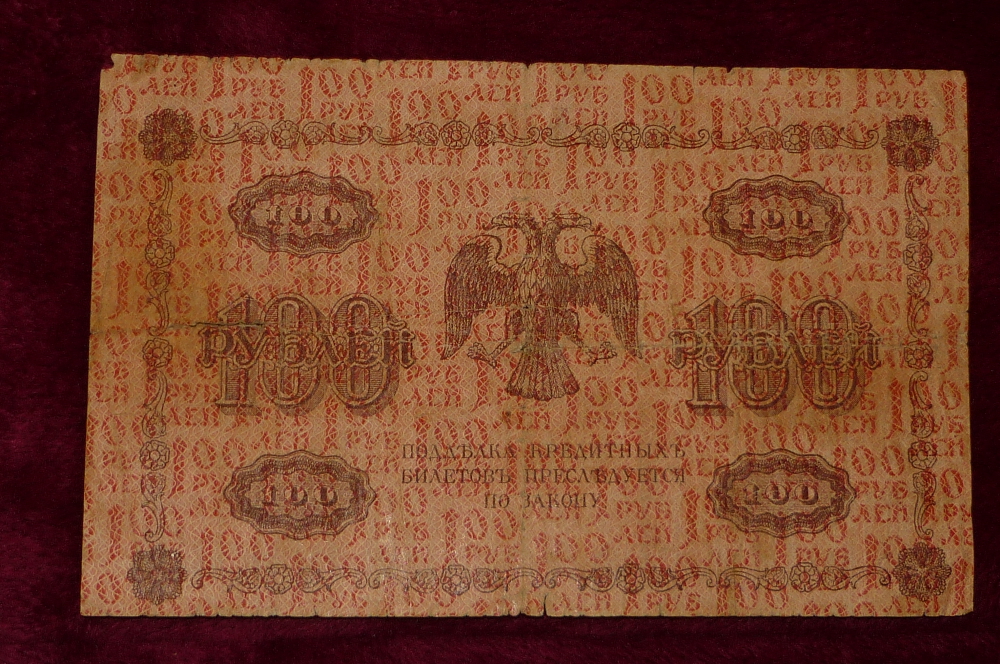 100 100
100 100
РУБЛЕЙ РУБЛЕЙ
ПОДДѢЛКА КРЕДИТНЫХЪ
БИЛЕТОВЪ ПРЕСЛѢДУЕТСЯ
ПО ЗАКОНУ
100 100